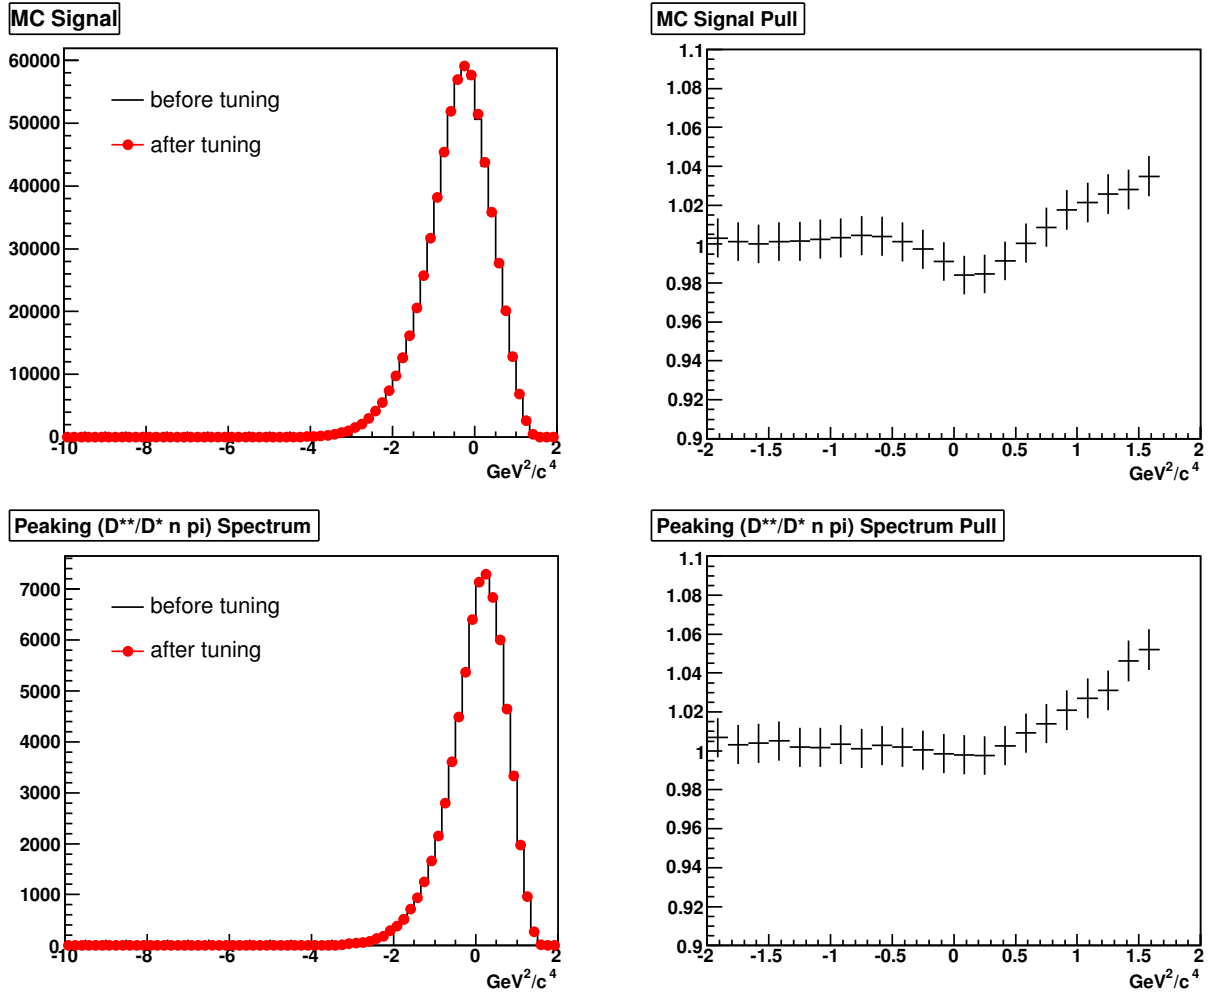 MC Signal
60000
50000
40000
30000
20000
10000
0
before tuning
after tuning
-10 -8 -6 -4 -2 0 2
GeV²/c⁴
MC Signal Pull
1.1
1.08
1.06
1.04
1.02
1
0.98
0.96
0.94
0.92
0.9
-2 -1.5 -1 -0.5 0 0.5 1 1.5 2
GeV²/c⁴
Peaking (D**/D* n pi) Spectrum
7000
6000
5000
4000
3000
2000
1000
0
before tuning
after tuning
-10 -8 -6 -4 -2 0 2
GeV²/c⁴
Peaking (D**/D* n pi) Spectrum Pull
1.1
1.08
1.06
1.04
1.02
1
0.98
0.96
0.94
0.92
0.9
-2 -1.5 -1 -0.5 0 0.5 1 1.5 2
GeV²/c⁴